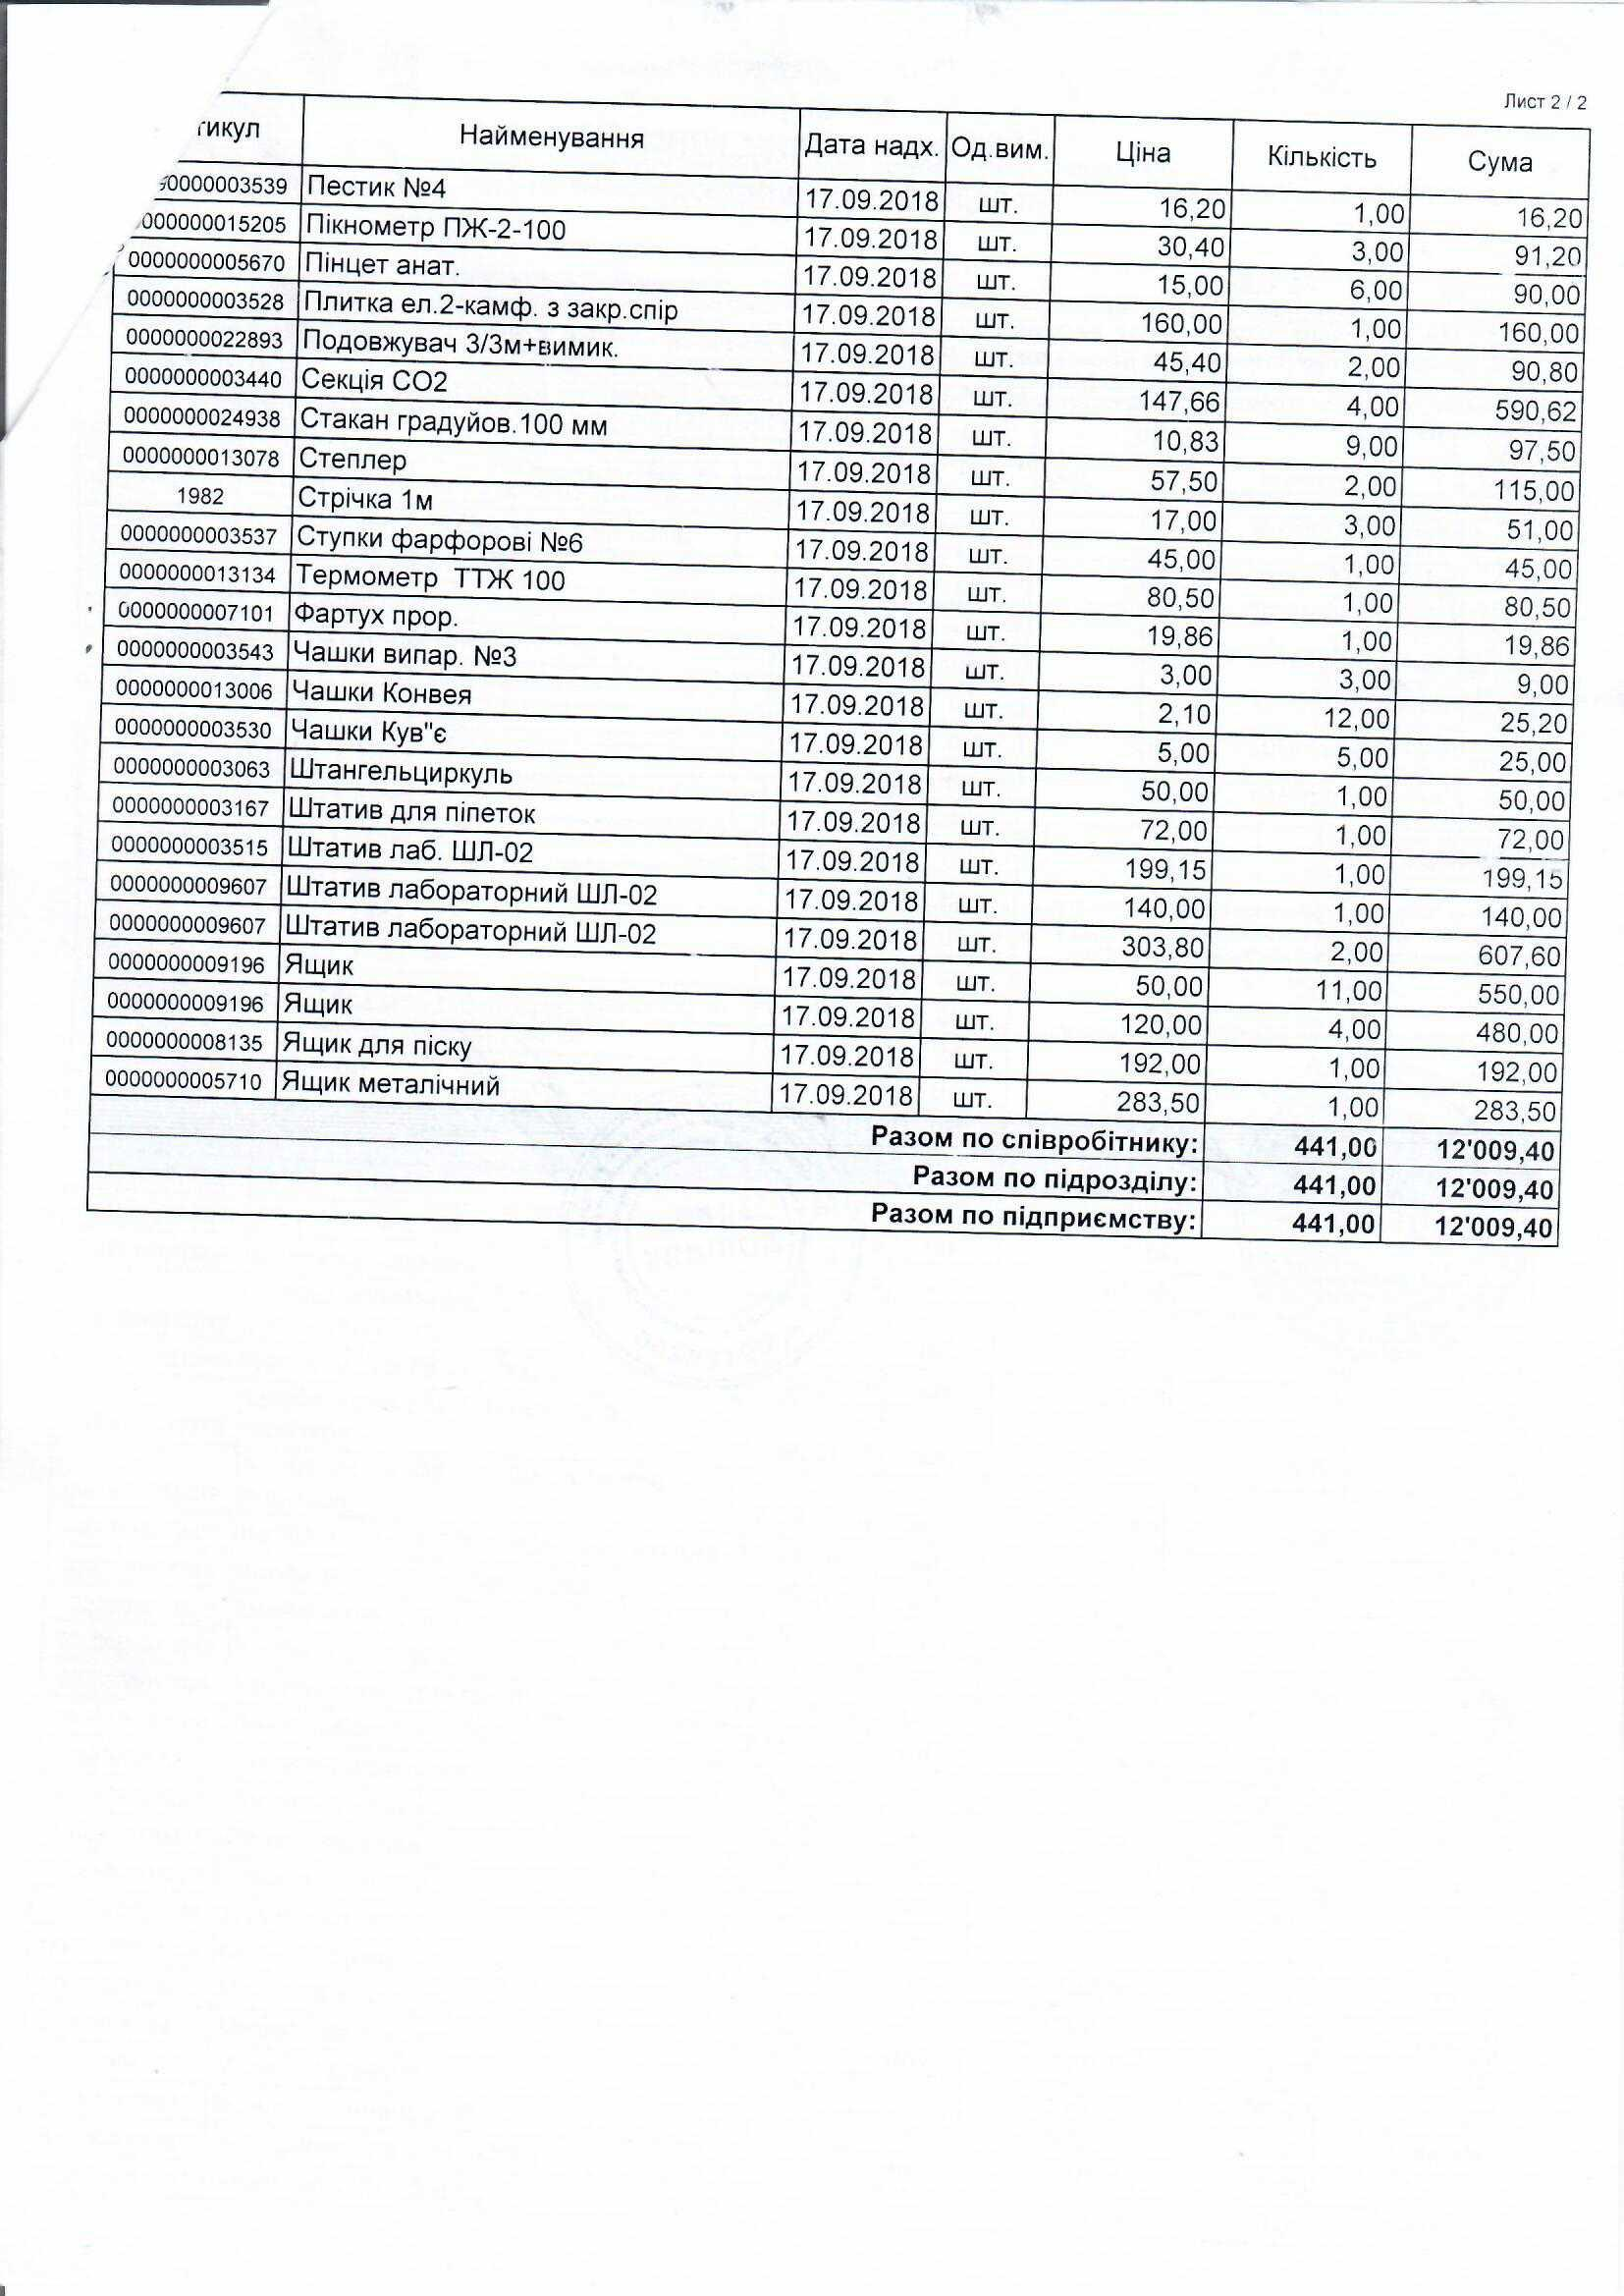 Лист 2 / 2
тикул Найменування Дата надх. Од.вим. Ціна Кількість Сума
0000003539 Пестик №4 17.09.2018 шт. 16,20 1,00 16,20
000000015205 Пікнометр ПЖ-2-100 17.09.2018 шт. 30,40 3,00 91,20
0000000005670 Пінцет анат. 17.09.2018 шт. 15,00 6,00 90,00
0000000003528 Плитка ел.2-камф. з закр.спір 17.09.2018 шт. 160,00 1,00 160,00
0000000022893 Подовжувач 3/3м+вимик. 17.09.2018 шт. 45,40 2,00 90,80
0000000003440 Секція СО2 17.09.2018 шт. 147,66 4,00 590,62
0000000024938 Стакан градуйов.100 мм 17.09.2018 шт. 10,83 9,00 97,50
0000000013078 Степлер 17.09.2018 шт. 57,50 2,00 115,00
1982 Стрічка 1м 17.09.2018 шт. 17,00 3,00 51,00
0000000003537 Ступки фарфорові №6 17.09.2018 шт. 45,00 1,00 45,00
0000000013134 Термометр ТТЖ 100 17.09.2018 шт. 80,50 1,00 80,50
0000000007101 Фартух прор. 17.09.2018 шт. 19,86 1,00 19,86
0000000003543 Чашки випар. №3 17.09.2018 шт. 3,00 3,00 9,00
0000000013006 Чашки Конвея 17.09.2018 шт. 2,10 12,00 25,20
0000000003530 Чашки Кув"є 17.09.2018 шт. 5,00 5,00 25,00
0000000003063 Штангельциркуль 17.09.2018 шт. 50,00 1,00 50,00
0000000003167 Штатив для піпеток 17.09.2018 шт. 72,00 1,00 72,00
0000000003515 Штатив лаб. ШЛ-02 17.09.2018 шт. 199,15 1,00 199,15
0000000009607 Штатив лабораторний ШЛ-02 17.09.2018 шт. 140,00 1,00 140,00
0000000009607 Штатив лабораторний ШЛ-02 17.09.2018 шт. 303,80 2,00 607,60
0000000009196 Ящик 17.09.2018 шт. 50,00 11,00 550,00
0000000009196 Ящик 17.09.2018 шт. 120,00 4,00 480,00
0000000008135 Ящик для піску 17.09.2018 шт. 192,00 1,00 192,00
0000000005710 Ящик металічний 17.09.2018 шт. 283,50 1,00 283,50
Разом по співробітнику: 441,00 12'009,40
Разом по підрозділу: 441,00 12'009,40
Разом по підприємству: 441,00 12'009,40